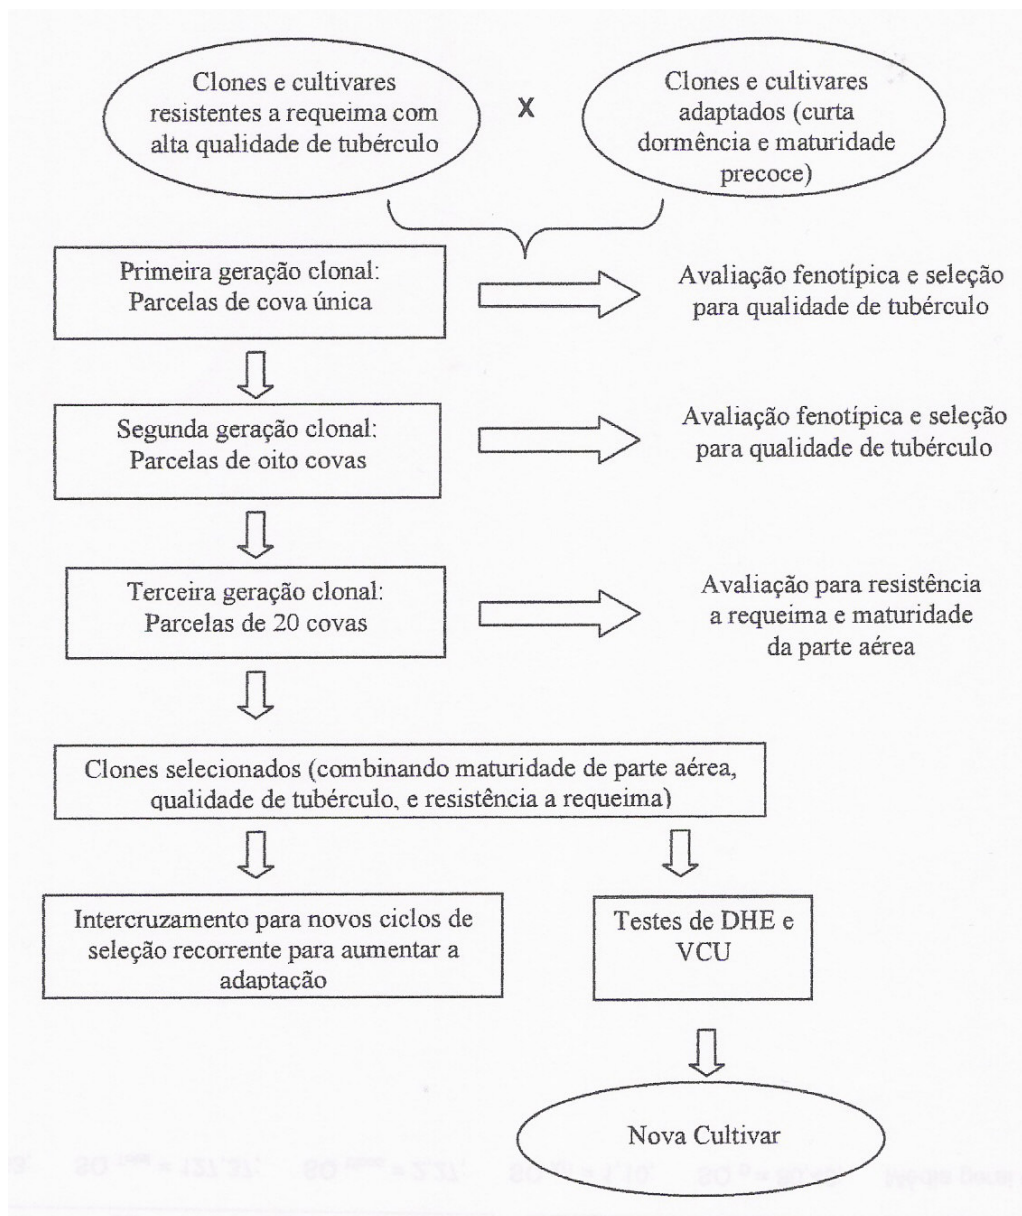 Clones e cultivares
resistentes a requeima com
alta qualidade de tubérculo
X
Clones e cultivares
adaptados (curta
dormência e maturidade
precoce)
Primeira geração clonal:
Parcelas de cova única
Avaliação fenotípica e seleção
para qualidade de tubérculo
Segunda geração clonal:
Parcelas de oito covas
Avaliação fenotípica e seleção
para qualidade de tubérculo
Terceira geração clonal:
Parcelas de 20 covas
Avaliação para resistência
a requeima e maturidade
da parte aérea
Clones selecionados (combinando maturidade de parte aérea,
qualidade de tubérculo, e resistência a requeima)
Intercruzamento para novos ciclos de
seleção recorrente para aumentar a
adaptação
Testes de DHE e
VCU
Nova Cultivar